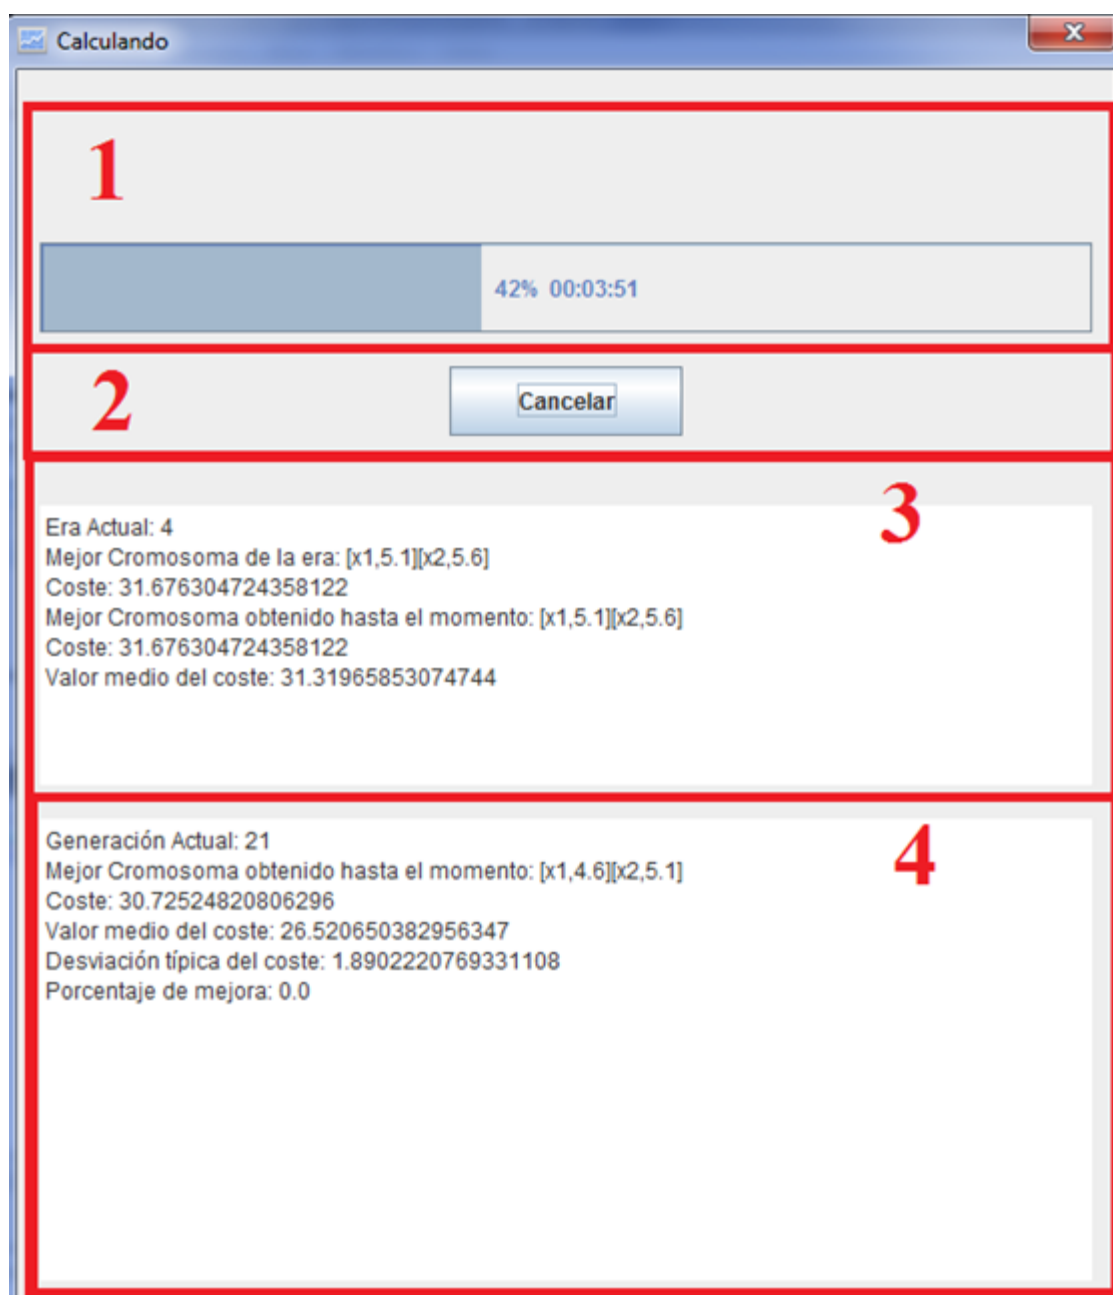 Calculando
1
42% 00:03:51
2
Cancelar
3
Era Actual: 4
Mejor Cromosoma de la era: [x1,5.1][x2,5.6]
Coste: 31.676304724358122
Mejor Cromosoma obtenido hasta el momento: [x1,5.1][x2,5.6]
Coste: 31.676304724358122
Valor medio del coste: 31.31965853074744
4
Generación Actual: 21
Mejor Cromosoma obtenido hasta el momento: [x1,4.6][x2,5.1]
Coste: 30.72524820806296
Valor medio del coste: 26.520650382956347
Desviación típica del coste: 1.8902220769331108
Porcentaje de mejora: 0.0